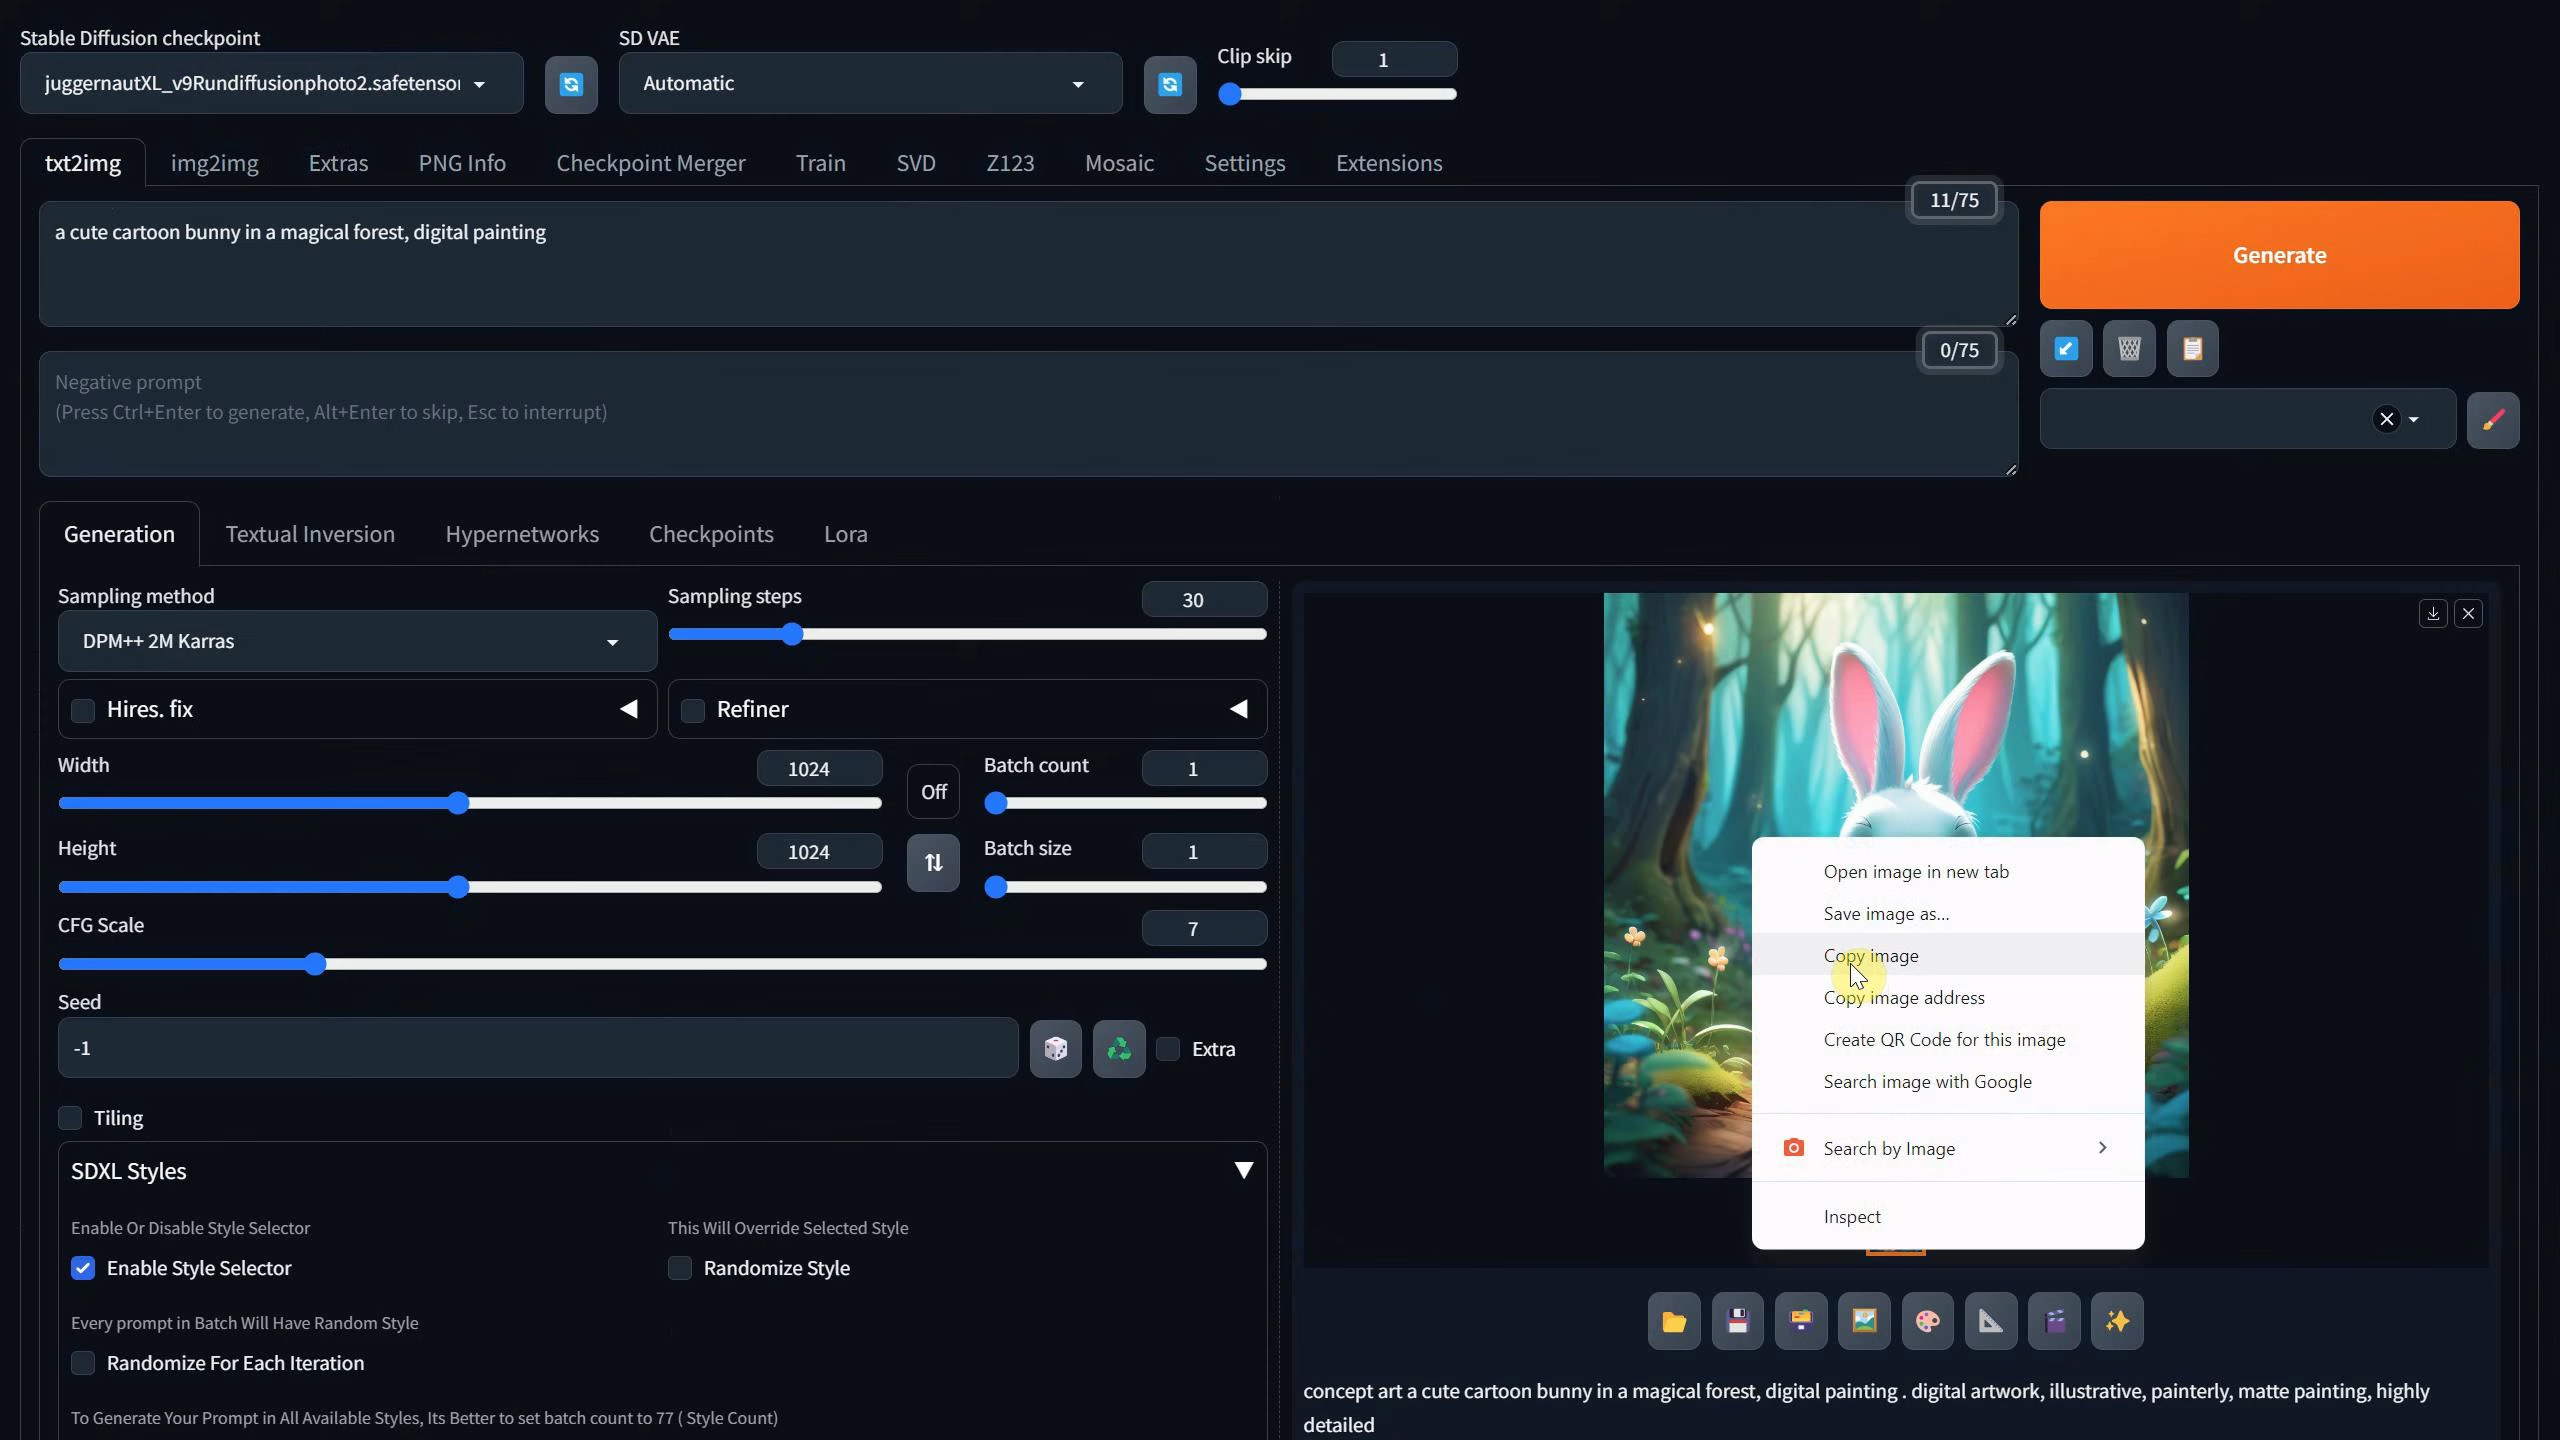 Stable Diffusion checkpoint
juggernautXL_v9Rundiffusionphoto2.safetensor
SD VAE
Automatic
Clip skip
1
txt2img
img2img
Extras
PNG Info
Checkpoint Merger
Train
SVD
Z123
Mosaic
Settings
Extensions
11/75
a cute cartoon bunny in a magical forest, digital painting
Generate
0/75
Negative prompt
(Press Ctrl+Enter to generate, Alt+Enter to skip, Esc to interrupt)
Generation
Textual Inversion
Hypernetworks
Checkpoints
Lora
Sampling method
DPM++ 2M Karras
Sampling steps
30
Hires. fix
Refiner
Width
1024
Off
Batch count
1
Height
1024
Batch size
1
CFG Scale
7
Seed
-1
Extra
Tiling
SDXL Styles
Enable Or Disable Style Selector
Enable Style Selector
This Will Override Selected Style
Randomize Style
Every prompt in Batch Will Have Random Style
Randomize For Each Iteration
To Generate Your Prompt in All Available Styles, Its Better to set batch count to 77 ( Style Count)
Open image in new tab
Save image as...
Copy image
Copy image address
Create QR Code for this image
Search image with Google
Search by Image
Inspect
concept art a cute cartoon bunny in a magical forest, digital painting . digital artwork, illustrative, painterly, matte painting, highly
detailed